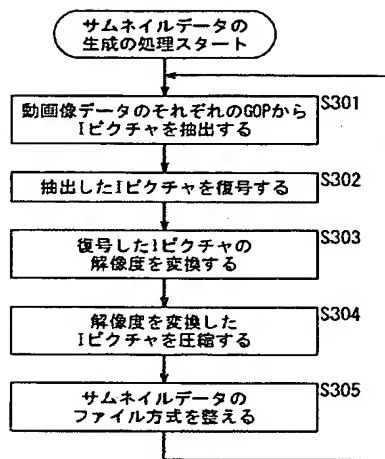 サムネイルデータの
生成の処理スタート
動画像データのそれぞれのGOPから
Iピクチャを抽出する
S301
抽出したIピクチャを復号する
S302
復号したIピクチャの
解像度を変換する
S303
解像度を変換した
Iピクチャを圧縮する
S304
サムネイルデータの
ファイル方式を整える
S305